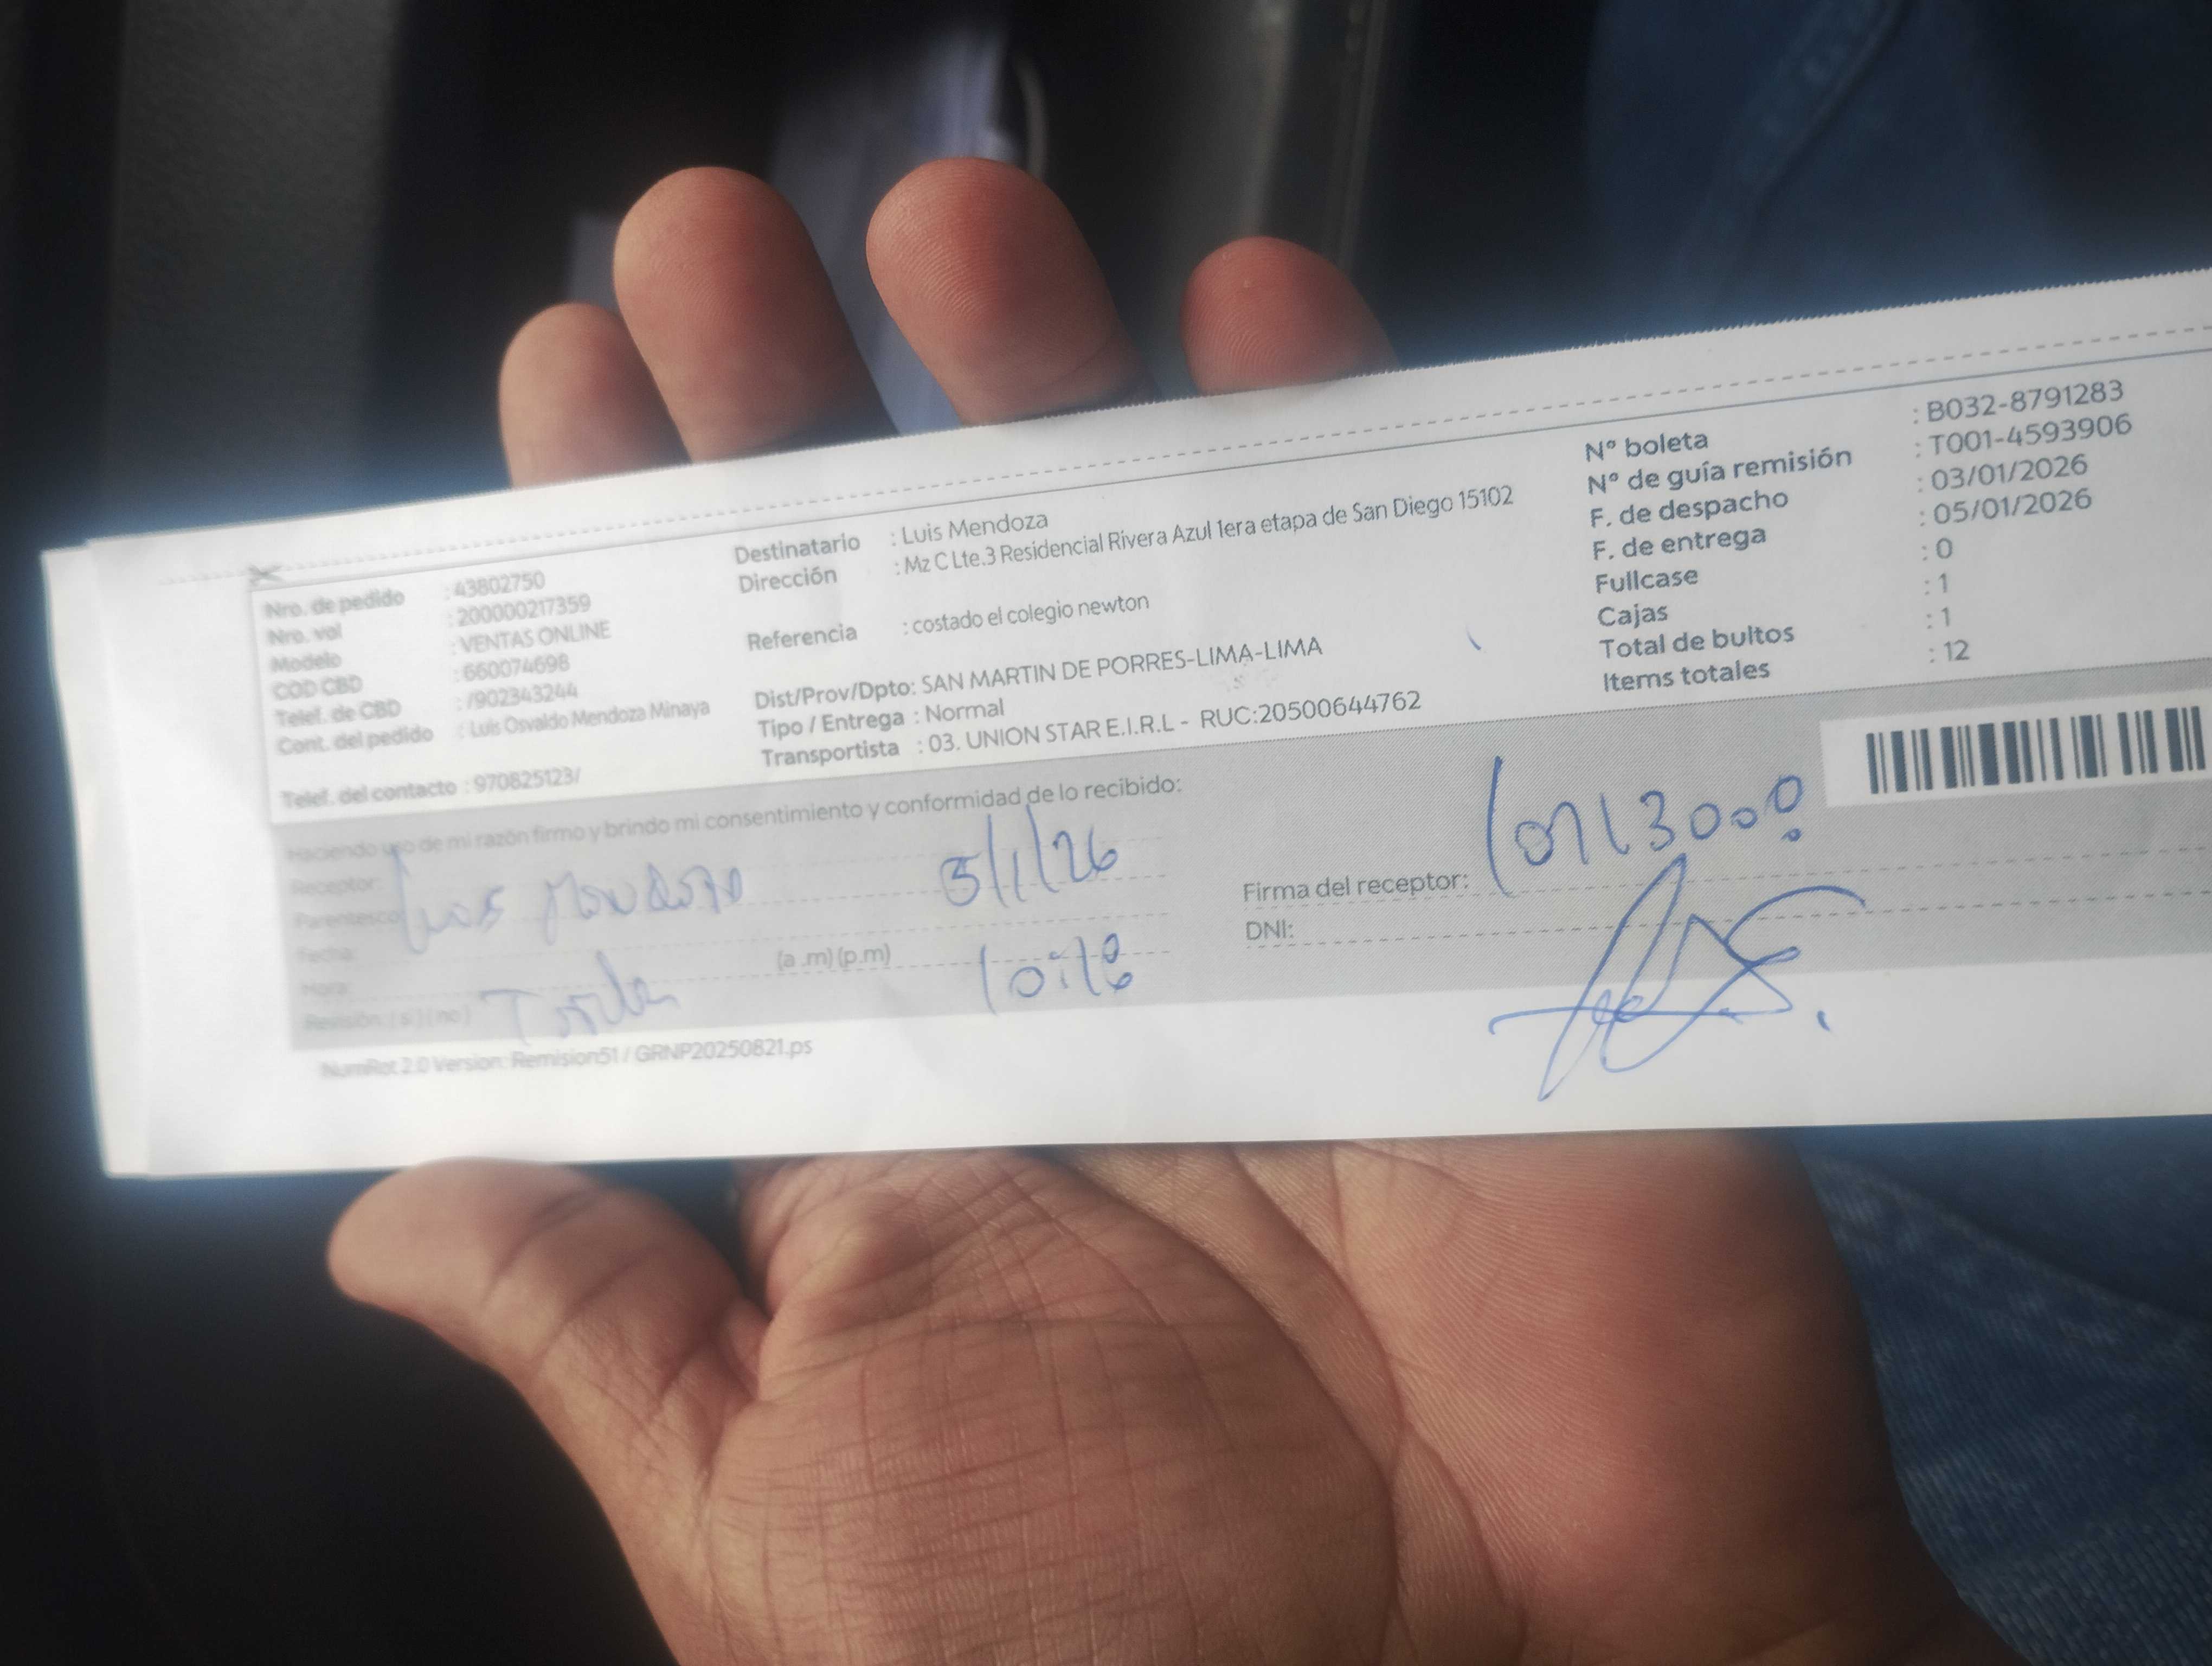 Nro. de pedido : 43802750
Nro. vol : 200000217359
Modelo : VENTAS ONLINE
COD CBD : 660074698
Telef. de CBD : /902343244
Cont. del pedido : Luis Osvaldo Mendoza Minaya
Telef. del contacto : 970825123/
Destinatario : Luis Mendoza
Dirección : Mz C Lte.3 Residencial Rivera Azul 1era etapa de San Diego 15102
Referencia : costado el colegio newton
Dist/Prov/Dpto: SAN MARTIN DE PORRES-LIMA-LIMA
Tipo / Entrega : Normal
Transportista : 03. UNION STAR E.I.R.L - RUC:20500644762
Nº boleta : B032-8791283
Nº de guía remisión : T001-4593906
F. de despacho : 03/01/2026
F. de entrega : 05/01/2026
Fullcase : 0
Cajas : 1
Total de bultos : 1
Items totales : 12
Haciendo uso de mi razón firmo y brindo mi consentimiento y conformidad de lo recibido:
Receptor:
Parentesco
Fecha: 5/1/26
Hora: (a .m) (p.m)
Revisión: (si) (no)
Firma del receptor:
DNI:
NumRot 2.0 Version: Remision51 / GRNP20250821.ps